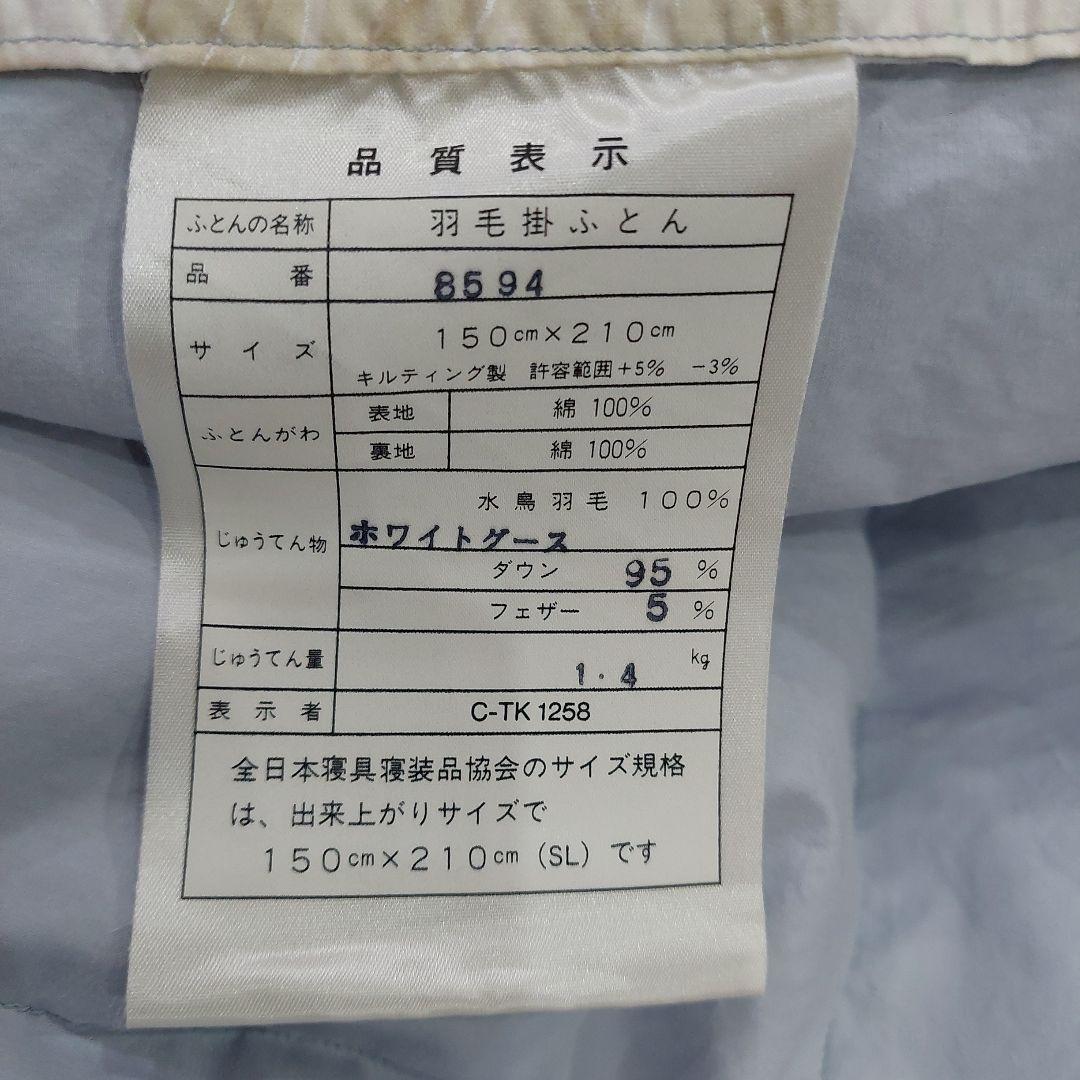 品質表示
ふとんの名称 羽毛掛ふとん
品番 8594
サイズ 150cm×210cm
キルティング製 許容範囲+5% -3%
ふとんがわ 表地 綿 100%
裏地 綿 100%
じゅうてん物 水鳥羽毛 100%
ホワイトグース
ダウン 95 %
フェザー 5 %
じゅうてん量 1.4 kg
表示者 C-TK 1258
全日本寝具寝装品協会のサイズ規格
は、出来上がりサイズで
150cm×210cm (SL) です